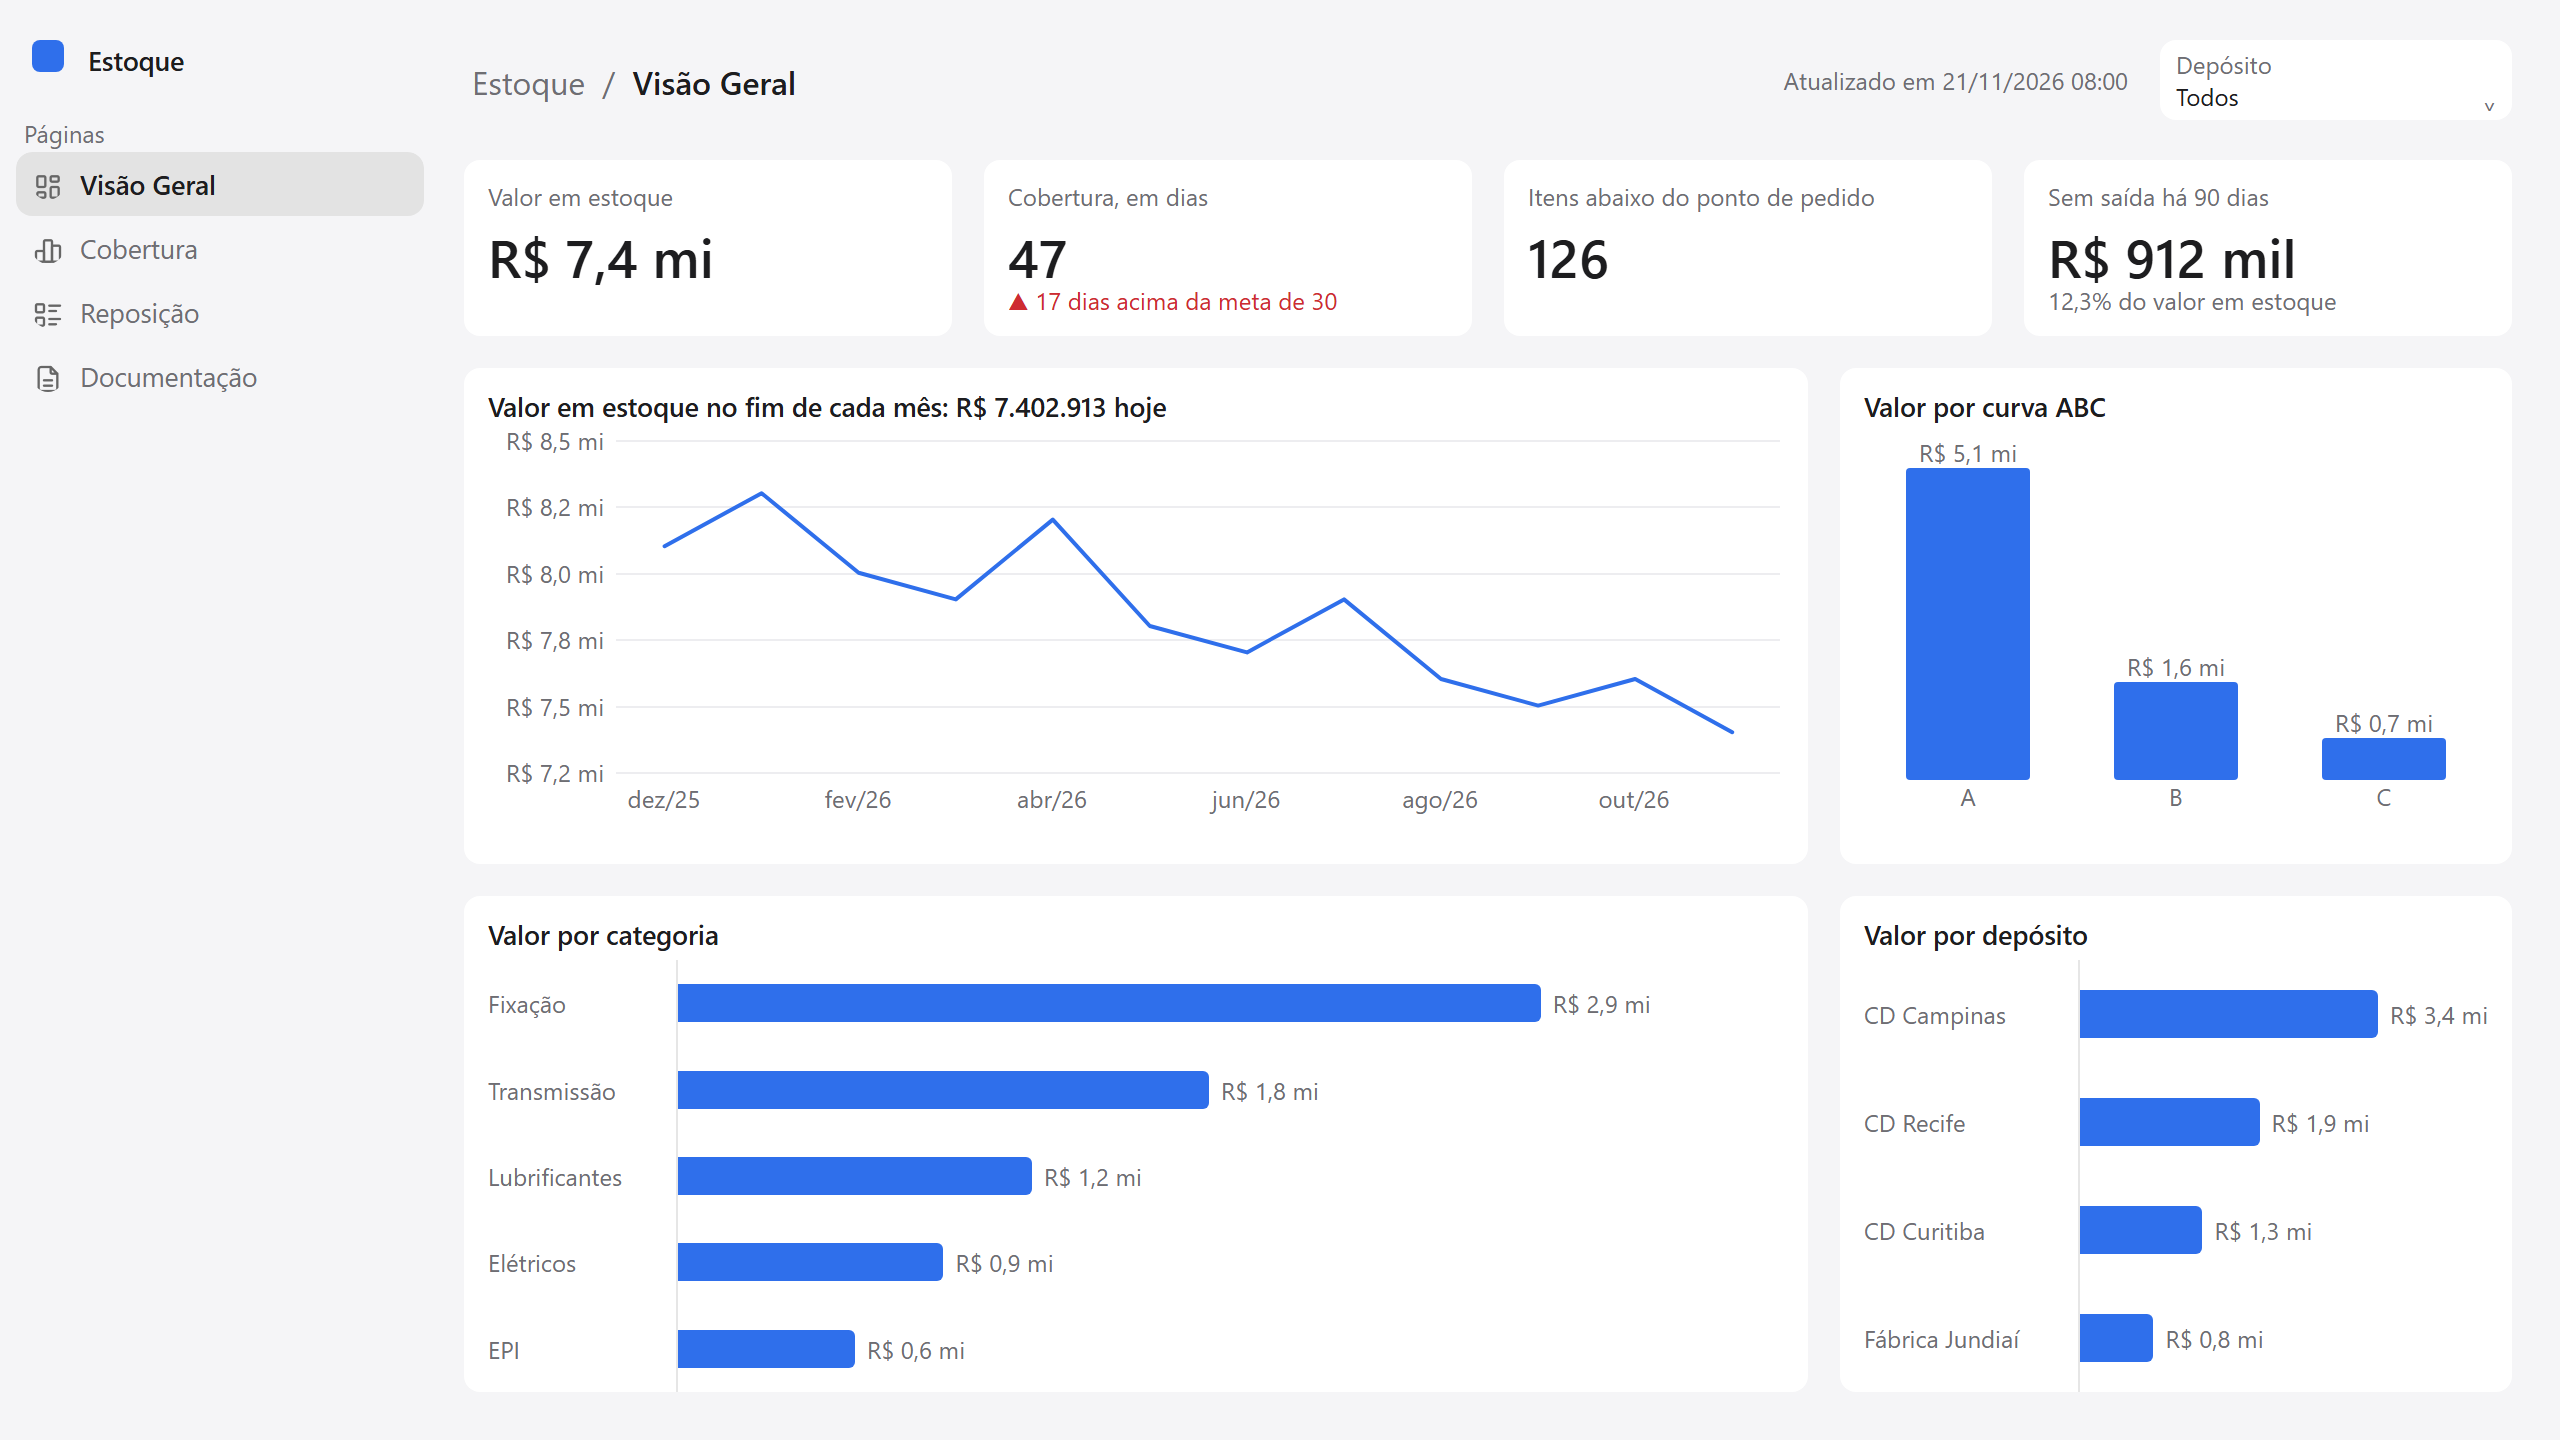 Estoque
Páginas
Visão Geral
Cobertura
Reposição
Documentação
Estoque / Visão Geral
Atualizado em 21/11/2026 08:00
Depósito
Todos
Valor em estoque
R$ 7,4 mi
Cobertura, em dias
47
▲ 17 dias acima da meta de 30
Itens abaixo do ponto de pedido
126
Sem saída há 90 dias
R$ 912 mil
12,3% do valor em estoque
Valor em estoque no fim de cada mês: R$ 7.402.913 hoje
R$ 8,5 mi
R$ 8,2 mi
R$ 8,0 mi
R$ 7,8 mi
R$ 7,5 mi
R$ 7,2 mi
dez/25 fev/26 abr/26 jun/26 ago/26 out/26
Valor por curva ABC
R$ 5,1 mi
R$ 1,6 mi
R$ 0,7 mi
A B C
Valor por categoria
Fixação R$ 2,9 mi
Transmissão R$ 1,8 mi
Lubrificantes R$ 1,2 mi
Elétricos R$ 0,9 mi
EPI R$ 0,6 mi
Valor por depósito
CD Campinas R$ 3,4 mi
CD Recife R$ 1,9 mi
CD Curitiba R$ 1,3 mi
Fábrica Jundiaí R$ 0,8 mi